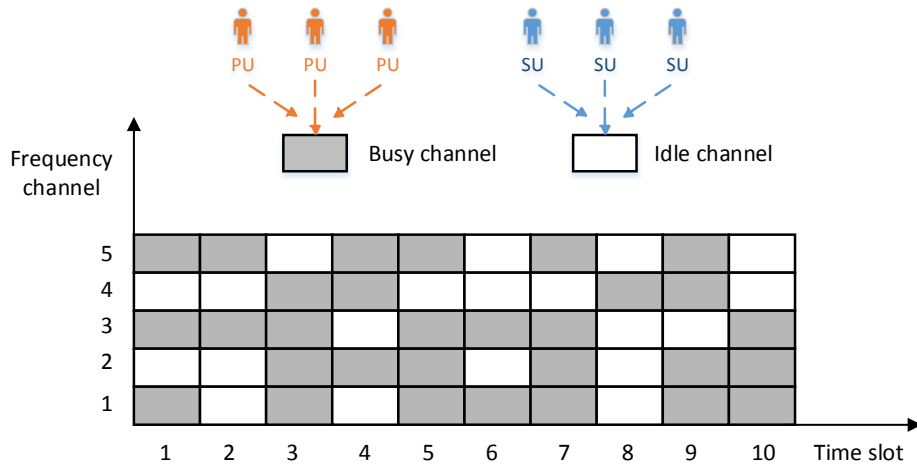 PU PU PU SU SU SU
Busy channel Idle channel
Frequency
channel
5
4
3
2
1
1 2 3 4 5 6 7 8 9 10 Time slot